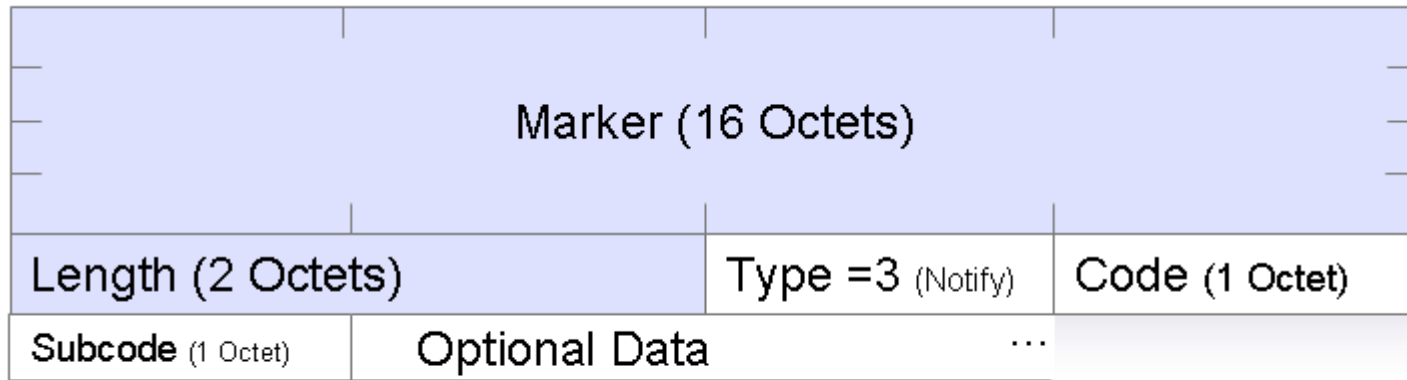 Marker (16 Octets)
Length (2 Octets) Type =3 (Notify) Code (1 Octet)
Subcode (1 Octet) Optional Data ...